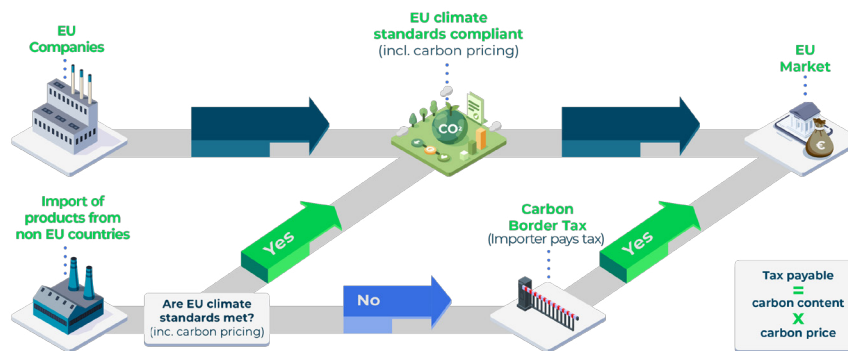 EU
Companies
EU climate
standards compliant
(incl. carbon pricing)
EU
Market
CO₂
€
Import of
products from
non EU countries
Yes
Carbon
Border Tax
(Importer pays tax)
Yes
Are EU climate
standards met?
(inc. carbon pricing)
No
Tax payable
=
carbon content
X
carbon price